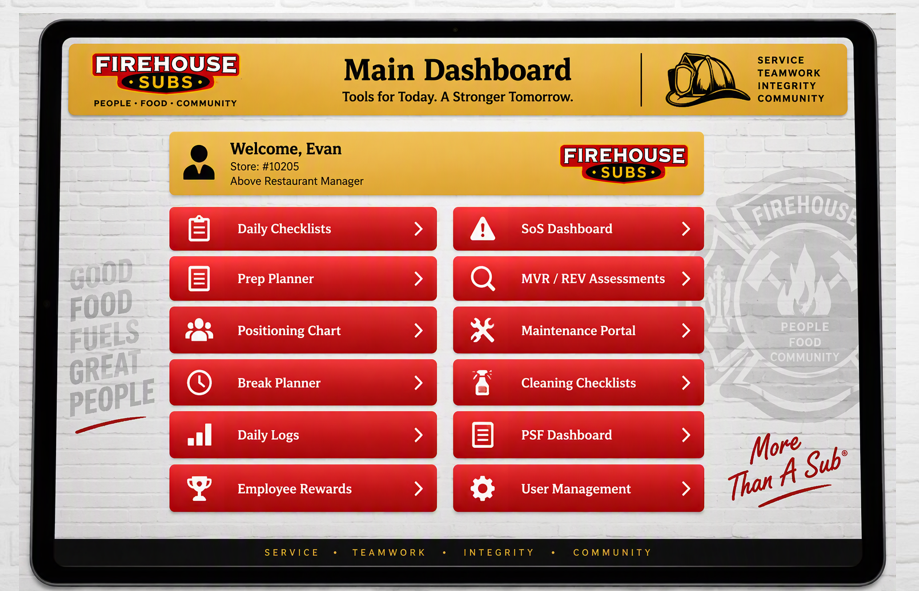 FIREHOUSE
SUBS
PEOPLE • FOOD • COMMUNITY
Main Dashboard
Tools for Today. A Stronger Tomorrow.
SERVICE
TEAMWORK
INTEGRITY
COMMUNITY
Welcome, Evan
Store: #10205
Above Restaurant Manager
FIREHOUSE
SUBS
Daily Checklists
SoS Dashboard
Prep Planner
MVR / REV Assessments
Positioning Chart
Maintenance Portal
Break Planner
Cleaning Checklists
Daily Logs
PSF Dashboard
Employee Rewards
User Management
GOOD
FOOD
FUELS
GREAT
PEOPLE
FIREHOUSE
PEOPLE
FOOD
COMMUNITY
More
Than A Sub®
SERVICE • TEAMWORK • INTEGRITY • COMMUNITY